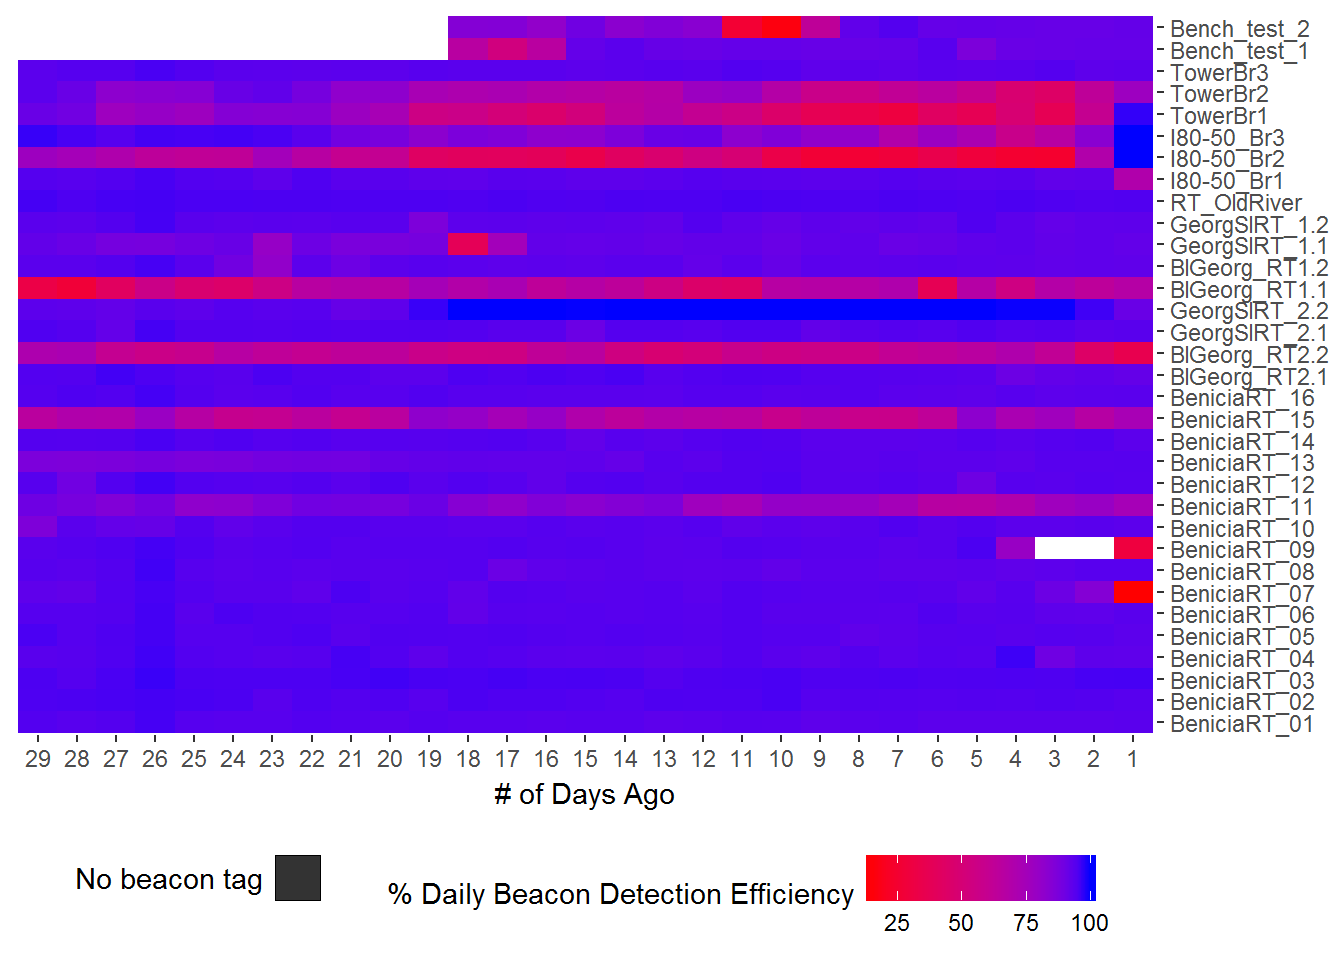 Bench_test_2
Bench_test_1
TowerBr3
TowerBr2
TowerBr1
I80-50_Br3
I80-50_Br2
I80-50_Br1
RT_OldRiver
GeorgSlRT_1.2
GeorgSlRT_1.1
BlGeorg_RT1.2
BlGeorg_RT1.1
GeorgSlRT_2.2
GeorgSlRT_2.1
BlGeorg_RT2.2
BlGeorg_RT2.1
BeniciaRT_16
BeniciaRT_15
BeniciaRT_14
BeniciaRT_13
BeniciaRT_12
BeniciaRT_11
BeniciaRT_10
BeniciaRT_09
BeniciaRT_08
BeniciaRT_07
BeniciaRT_06
BeniciaRT_05
BeniciaRT_04
BeniciaRT_03
BeniciaRT_02
BeniciaRT_01
29 28 27 26 25 24 23 22 21 20 19 18 17 16 15 14 13 12 11 10 9 8 7 6 5 4 3 2 1
# of Days Ago
No beacon tag
% Daily Beacon Detection Efficiency
25 50 75 100